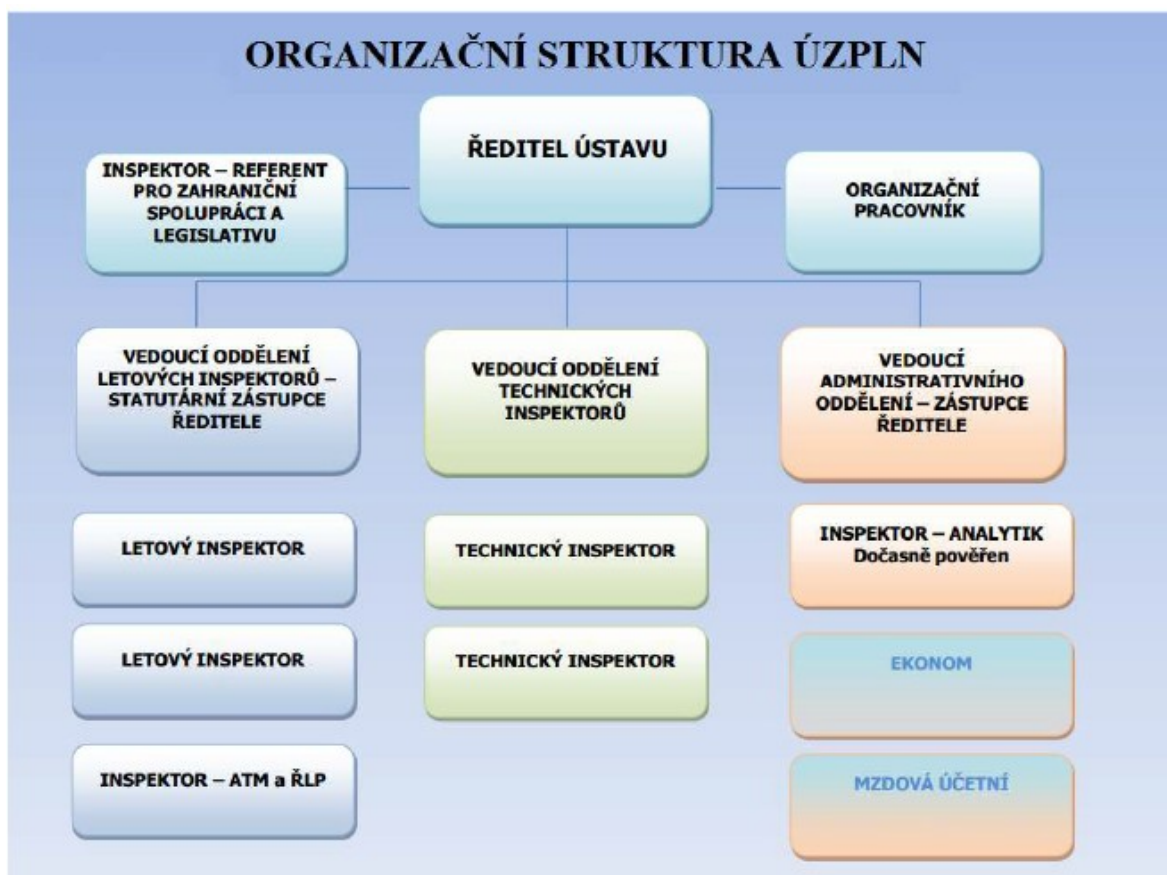 ORGANIZAČNÍ STRUKTURA ÚZPLN
ŘEDITEL ÚSTAVU
INSPEKTOR – REFERENT
PRO ZAHRANIČNÍ
SPOLUPRÁCI A
LEGISLATIVU
ORGANIZAČNÍ
PRACOVNÍK
VEDOUCÍ ODDĚLENÍ
LETOVÝCH INSPEKTORŮ –
STATUTÁRNÍ ZÁSTUPCE
ŘEDITELE
VEDOUCÍ ODDĚLENÍ
TECHNICKÝCH
INSPEKTORŮ
VEDOUCÍ
ADMINISTRATIVNÍHO
ODDĚLENÍ – ZÁSTUPCE
ŘEDITELE
LETOVÝ INSPEKTOR
TECHNICKÝ INSPEKTOR
INSPEKTOR – ANALYTIK
Dočasně pověřen
LETOVÝ INSPEKTOR
TECHNICKÝ INSPEKTOR
EKONOM
INSPEKTOR – ATM a ŘLP
MZDOVÁ ÚČETNÍ